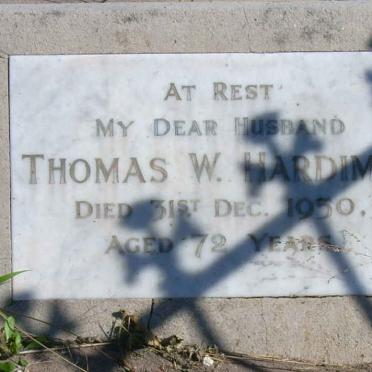 At Rest
My Dear Husband
Thomas W. Hardim
Died 31st Dec. 1950.
Aged 72 Years.